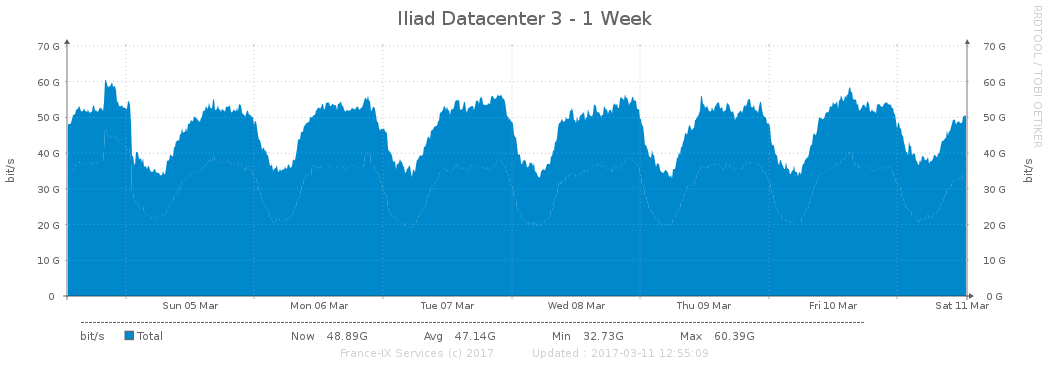 Iliad Datacenter 3 - 1 Week
RRDTOOL / TOBI OETIKER
70 G 70 G
60 G 60 G
50 G 50 G
40 G 40 G
30 G 30 G
20 G 20 G
10 G 10 G
0 0 G
bit/s bit/s
Sun 05 Mar Mon 06 Mar Tue 07 Mar Wed 08 Mar Thu 09 Mar Fri 10 Mar Sat 11 Mar
bit/s Total Now 48.89G Avg 47.14G Min 32.73G Max 60.39G
France-IX Services (c) 2017 Updated : 2017-03-11 12:55:09